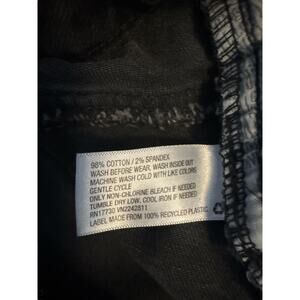 98% COTTON / 2% SPANDEX
WASH BEFORE WEAR, WASH INSIDE OUT
MACHINE WASH COLD WITH LIKE COLORS
GENTLE CYCLE
ONLY NON-CHLORINE BLEACH IF NEEDED
TUMBLE DRY LOW, COOL IRON IF NEEDED
RN17730 VN2242811
LABEL MADE FROM 100% RECYCLED PLASTIC